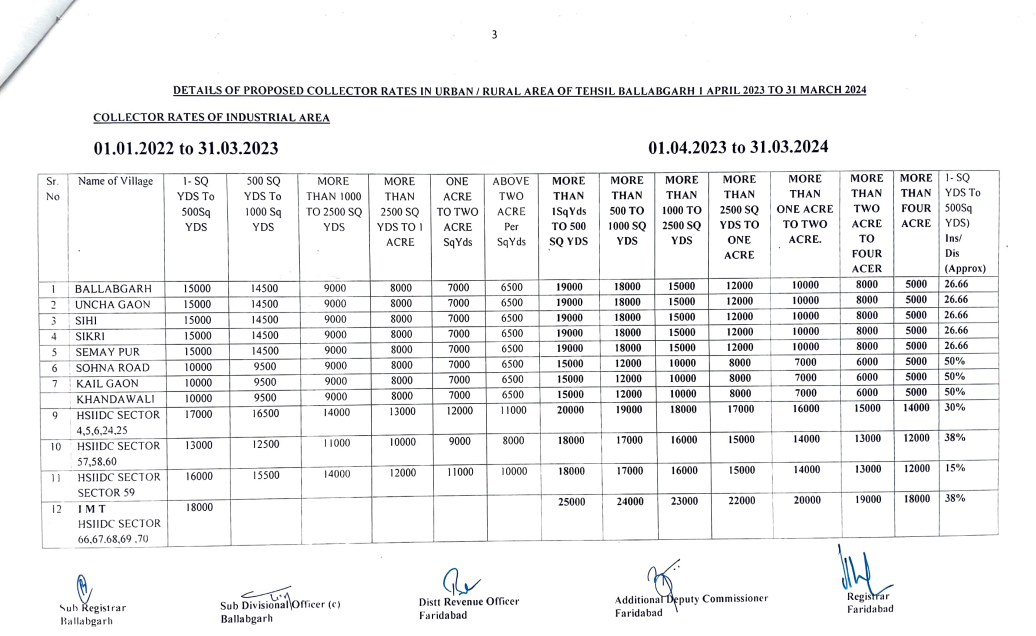 3
DETAILS OF PROPOSED COLLECTOR RATES IN URBAN / RURAL AREA OF TEHSIL BALLABGARH 1 APRIL 2023 TO 31 MARCH 2024
COLLECTOR RATES OF INDUSTRIAL AREA
01.01.2022 to 31.03.2023 01.04.2023 to 31.03.2024
Sr. Name of Village 1- SQ 500 SQ MORE MORE ONE ABOVE MORE MORE MORE MORE MORE MORE MORE 1- SQ
No YDS To YDS To THAN 1000 THAN ACRE TWO THAN THAN THAN THAN THAN THAN THAN YDS To
500Sq 1000 Sq TO 2500 SQ 2500 SQ TO TWO ACRE 1SqYds 500 TO 1000 TO 2500 SQ ONE ACRE TWO FOUR 500Sq
YDS YDS YDS YDS TO 1 ACRE Per TO 500 1000 SQ 2500 SQ YDS TO TO TWO ACRE ACRE YDS)
ACRE SqYds SqYds SQ YDS YDS YDS ONE ACRE. TO Ins/
ACRE FOUR Dis
ACER (Approx)
1 BALLABGARH 15000 14500 9000 8000 7000 6500 19000 18000 15000 12000 10000 8000 5000 26.66
2 UNCHA GAON 15000 14500 9000 8000 7000 6500 19000 18000 15000 12000 10000 8000 5000 26.66
3 SIHI 15000 14500 9000 8000 7000 6500 19000 18000 15000 12000 10000 8000 5000 26.66
4 SIKRI 15000 14500 9000 8000 7000 6500 19000 18000 15000 12000 10000 8000 5000 26.66
5 SEMAY PUR 15000 14500 9000 8000 7000 6500 19000 18000 15000 12000 10000 8000 5000 26.66
6 SOHNA ROAD 10000 9500 9000 8000 7000 6500 15000 12000 10000 8000 7000 6000 5000 50%
7 KAIL GAON 10000 9500 9000 8000 7000 6500 15000 12000 10000 8000 7000 6000 5000 50%
KHANDAWALI 10000 9500 9000 8000 7000 6500 15000 12000 10000 8000 7000 6000 5000 50%
9 HSIIDC SECTOR 17000 16500 14000 13000 12000 11000 20000 19000 18000 17000 16000 15000 14000 30%
4,5,6,24,25
10 HSIIDC SECTOR 13000 12500 11000 10000 9000 8000 18000 17000 16000 15000 14000 13000 12000 38%
57,58,60
11 HSIIDC SECTOR 16000 15500 14000 12000 11000 10000 18000 17000 16000 15000 14000 13000 12000 15%
SECTOR 59
12 I M T 18000 25000 24000 23000 22000 20000 19000 18000 38%
HSIIDC SECTOR
66,67,68,69 ,70
Sub Registrar Sub Divisional Officer (c) Distt Revenue Officer Additional Deputy Commissioner Registrar
Ballabgarh Ballabgarh Faridabad Faridabad Faridabad